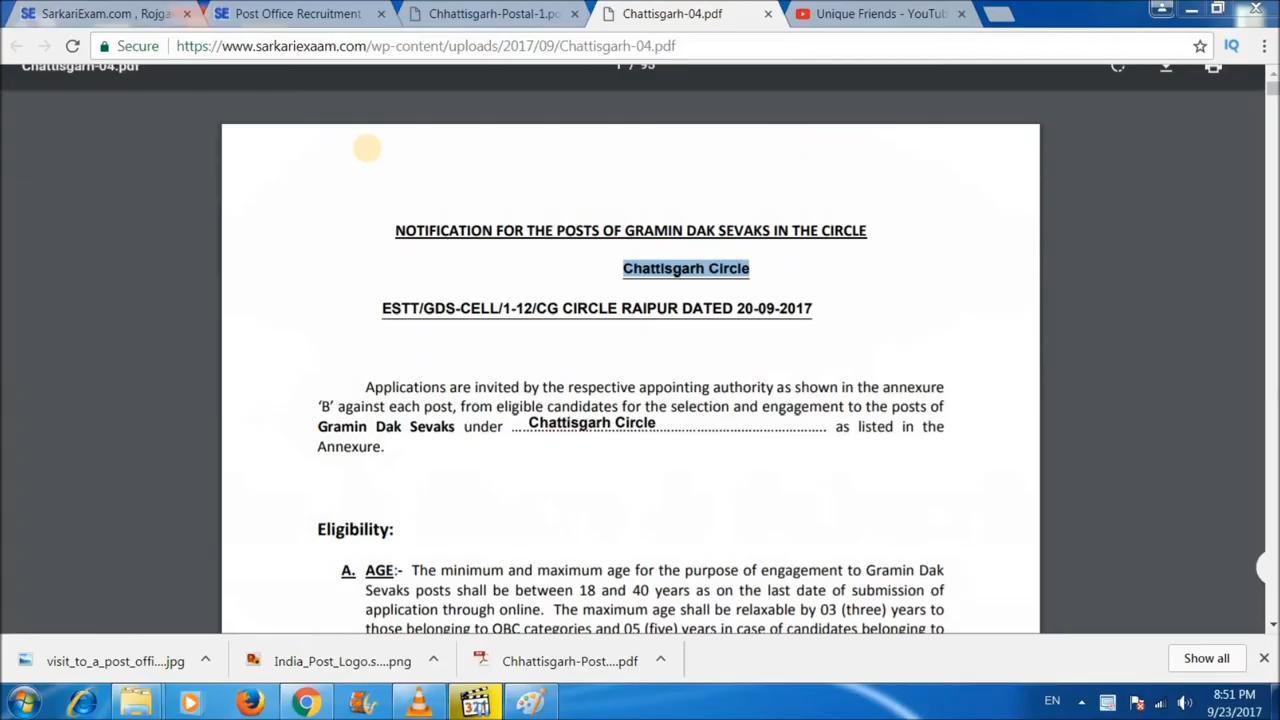 SarkariExam.com , Rojga
Post Office Recruitment
Chhattisgarh-Postal-1.po
Chattisgarh-04.pdf
Unique Friends - YouTub
Secure
https://www.sarkariexaam.com/wp-content/uploads/2017/09/Chattisgarh-04.pdf
IQ
Chattisgarh-04.pdf
1 / 95
NOTIFICATION FOR THE POSTS OF GRAMIN DAK SEVAKS IN THE CIRCLE
Chattisgarh Circle
ESTT/GDS-CELL/1-12/CG CIRCLE RAIPUR DATED 20-09-2017
Applications are invited by the respective appointing authority as shown in the annexure
‘B’ against each post, from eligible candidates for the selection and engagement to the posts of
Gramin Dak Sevaks under ... Chattisgarh Circle ... as listed in the
Annexure.
Eligibility:
A. AGE:- The minimum and maximum age for the purpose of engagement to Gramin Dak
Sevaks posts shall be between 18 and 40 years as on the last date of submission of
application through online. The maximum age shall be relaxable by 03 (three) years to
those belonging to OBC categories and 05 (five) years in case of candidates belonging to
visit_to_a_post_offi....jpg
India_Post_Logo.s....png
Chhattisgarh-Post....pdf
Show all
EN
8:51 PM
9/23/2017